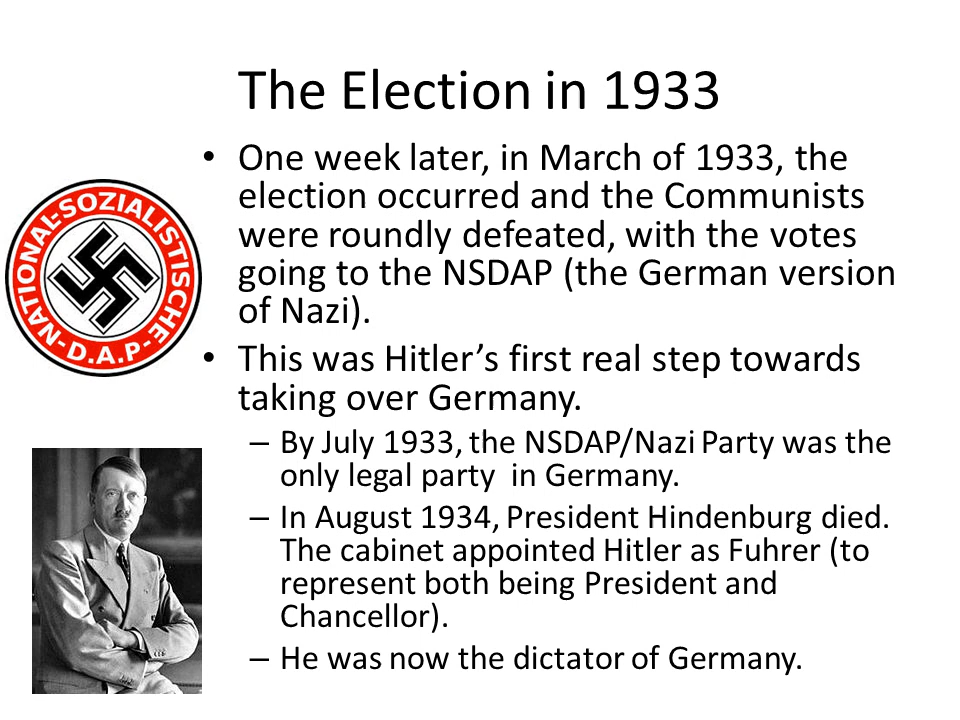 The Election in 1933
• One week later, in March of 1933, the
election occurred and the Communists
were roundly defeated, with the votes
going to the NSDAP (the German version
of Nazi).
• This was Hitler’s first real step towards
taking over Germany.
– By July 1933, the NSDAP/Nazi Party was the
only legal party  in Germany.
– In August 1934, President Hindenburg died.
The cabinet appointed Hitler as Fuhrer (to
represent both being President and
Chancellor).
– He was now the dictator of Germany.
NATIONAL-SOZIALISTISCHE-D.A.P-